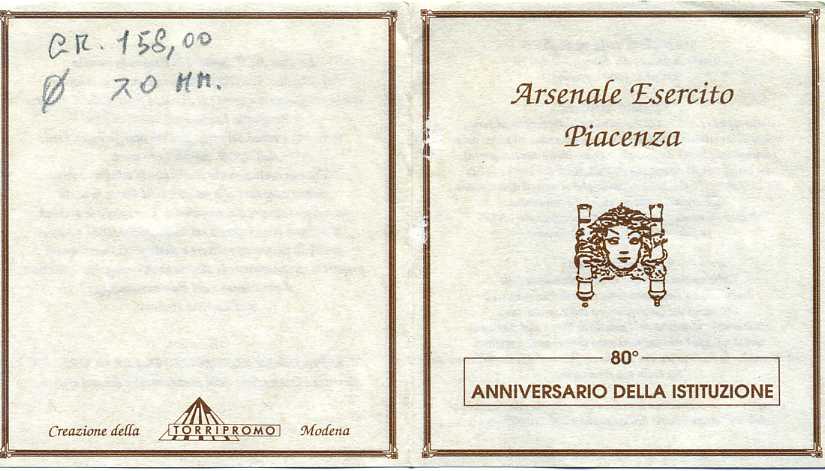 GR. 158,00
Ø 70 MM.
Creazione della TORRIPROMO Modena
Arsenale Esercito
Piacenza
80°
ANNIVERSARIO DELLA ISTITUZIONE